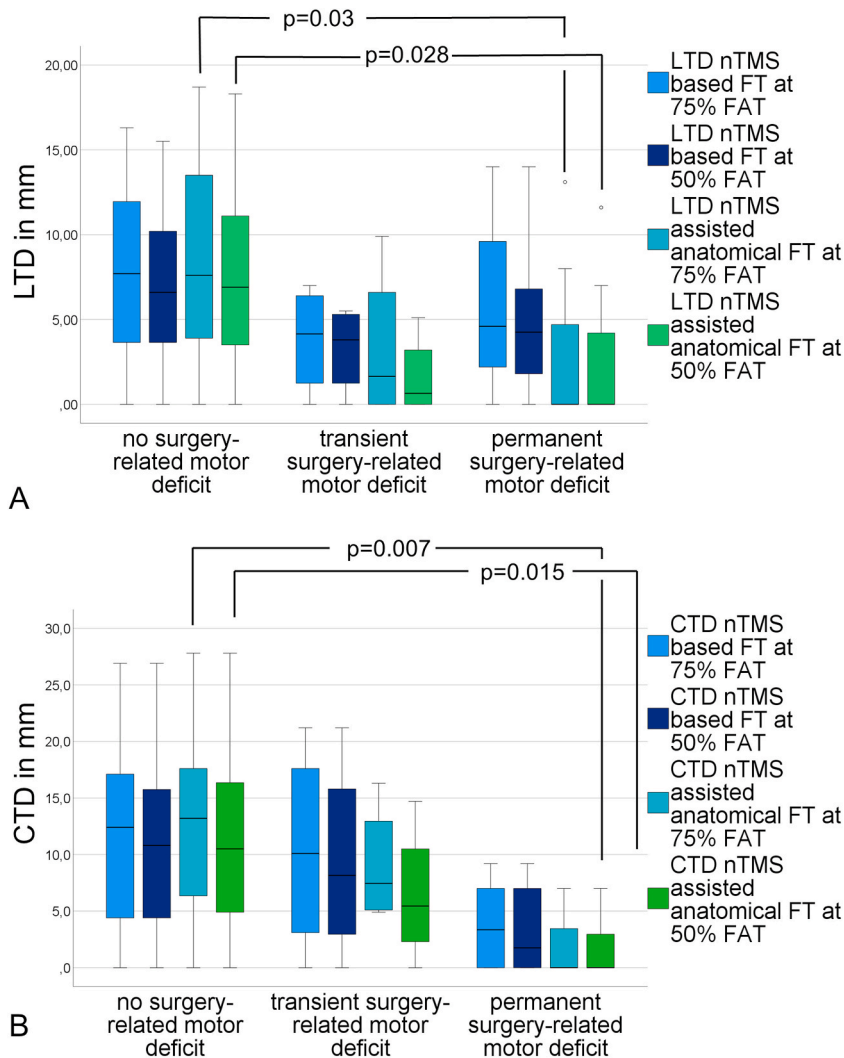 p=0.03
p=0.028
20,00
15,00
10,00
5,00
,00
LTD in mm
no surgery-
related motor
deficit
transient
surgery-related
motor deficit
permanent
surgery-related
motor deficit
LTD nTMS
based FT at
75% FAT
LTD nTMS
based FT at
50% FAT
LTD nTMS
assisted
anatomical FT at
75% FAT
LTD nTMS
assisted
anatomical FT at
50% FAT
A
p=0.007
p=0.015
30,0
25,0
20,0
15,0
10,0
5,0
,0
CTD in mm
no surgery-
related motor
deficit
transient surgery-
related motor
deficit
permanent
surgery-related
motor deficit
CTD nTMS
based FT at
75% FAT
CTD nTMS
based FT at
50% FAT
CTD nTMS
assisted
anatomical FT at
75% FAT
CTD nTMS
assisted
anatomical FT at
50% FAT
B